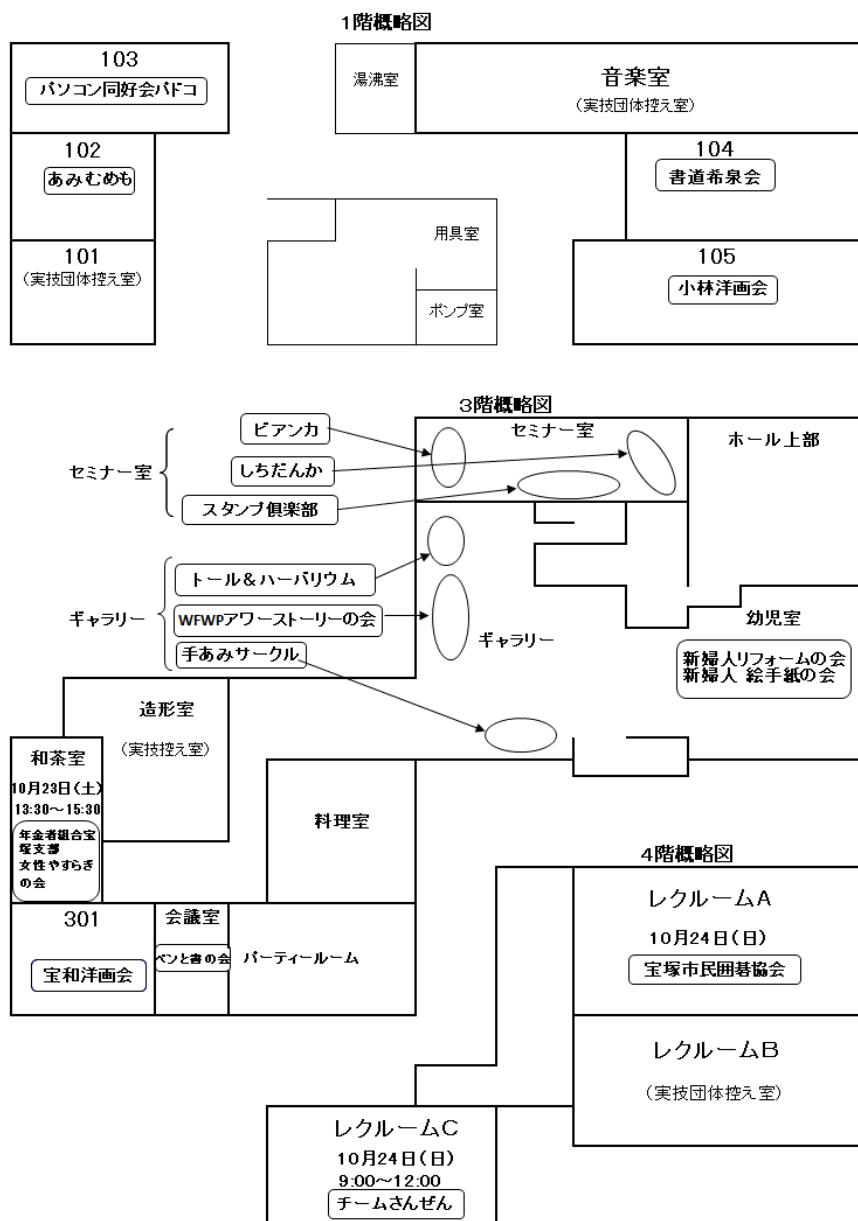 1階概略図
103
パソコン同好会パドコ
湯沸室
音楽室
(実技団体控え室)
102
あみむめも
104
書道希泉会
101
(実技団体控え室)
用具室
105
小林洋画会
ポンプ室
3階概略図
セミナー室
ビアンカ
しちだんか
スタンプ倶楽部
セミナー室
ホール上部
ギャラリー
トール&ハーバリウム
WFWPアワーストーリーの会
手あみサークル
ギャラリー
幼児室
新婦人リフォームの会
新婦人 絵手紙の会
造形室
(実技控え室)
和茶室
10月23日(土)
13:30~15:30
年金者組合宝
塚支部
女性やすらぎ
の会
料理室
301
宝和洋画会
会議室
ペンと書の会
パーティールーム
4階概略図
レクルームA
10月24日(日)
宝塚市民囲碁協会
レクルームB
(実技団体控え室)
レクルームC
10月24日(日)
9:00~12:00
チームさんぜん